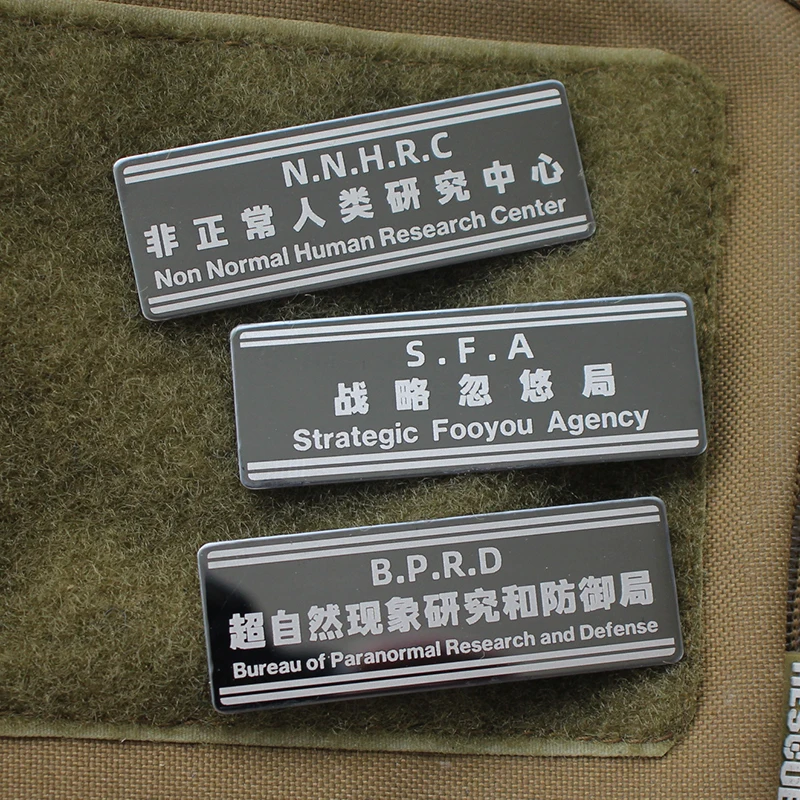 N.N.H.R.C
非正常人类研究中心
Non Normal Human Research Center
S.F.A
战略忽悠局
Strategic Fooyou Agency
B.P.R.D
超自然现象研究和防御局
Bureau of Paranormal Research and Defense
RESCUE